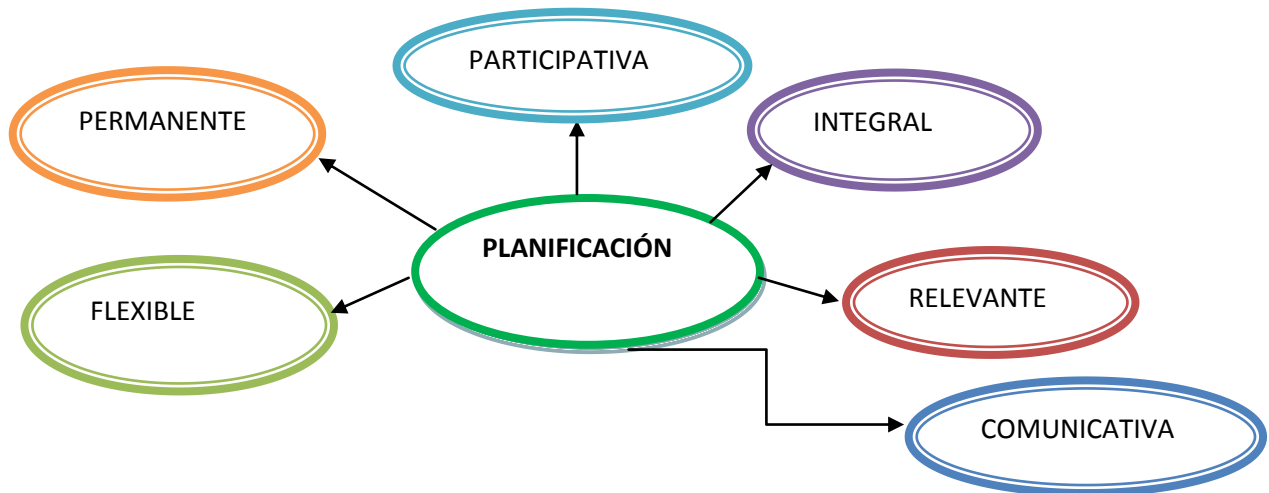 PARTICIPATIVA
PERMANENTE
INTEGRAL
PLANIFICACIÓN
FLEXIBLE
RELEVANTE
COMUNICATIVA